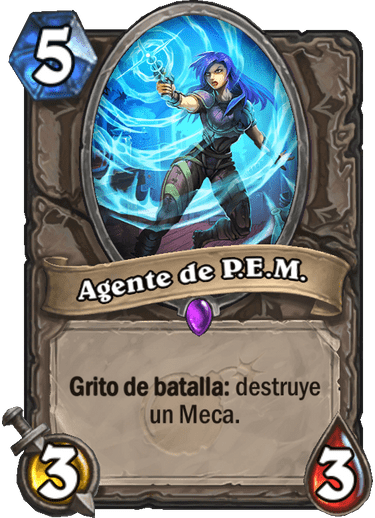 5
Agente de P.E.M.
Grito de batalla: destruye
un Meca.
3
3